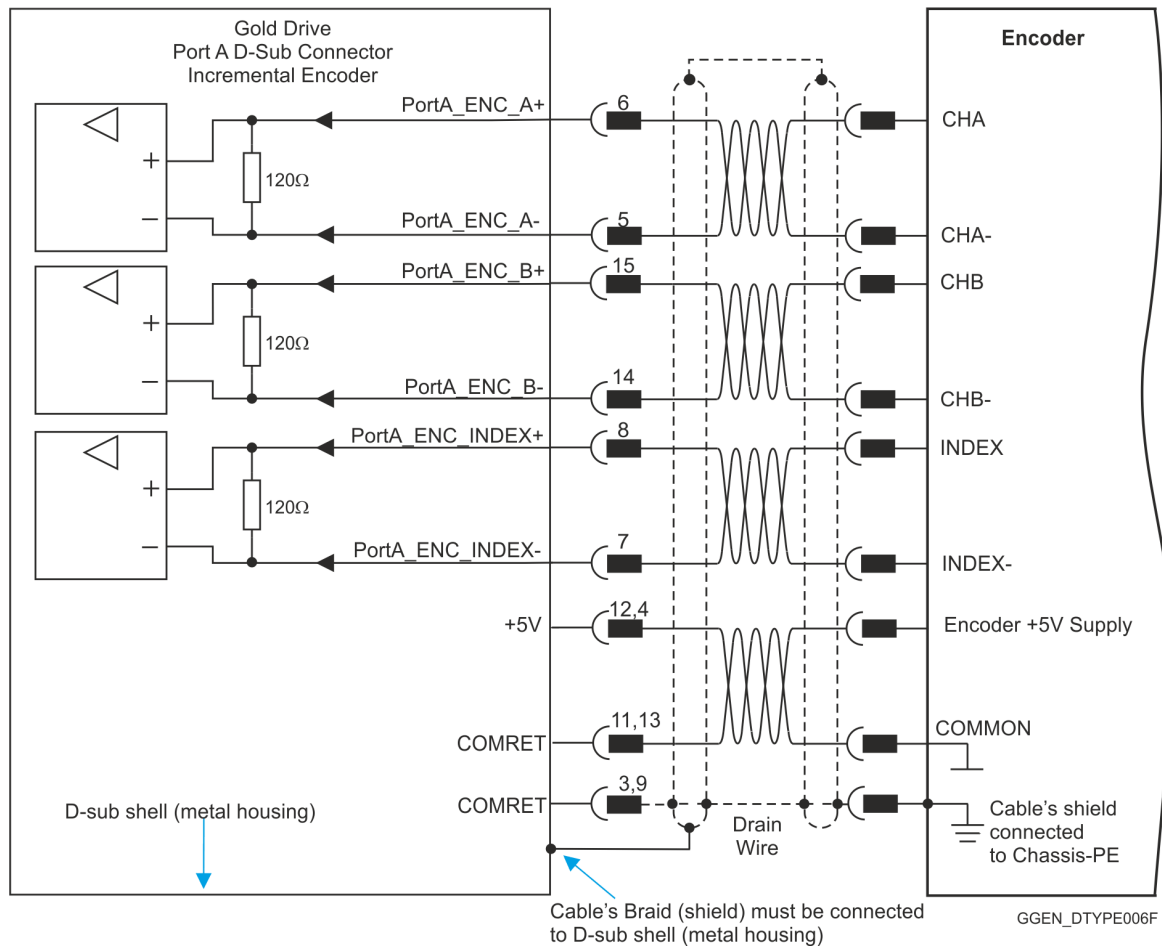 Gold Drive
Port A D-Sub Connector
Incremental Encoder
Encoder
PortA_ENC_A+
6
CHA
+
120Ω
−
PortA_ENC_A-
5
CHA-
PortA_ENC_B+
15
CHB
+
120Ω
−
PortA_ENC_B-
14
CHB-
PortA_ENC_INDEX+
8
INDEX
+
120Ω
−
PortA_ENC_INDEX-
7
INDEX-
+5V
12,4
Encoder +5V Supply
COMRET
11,13
COMMON
COMRET
3,9
Drain
Wire
Cable's shield
connected
to Chassis-PE
D-sub shell (metal housing)
Cable's Braid (shield) must be connected
to D-sub shell (metal housing)
GGEN_DTYPE006F